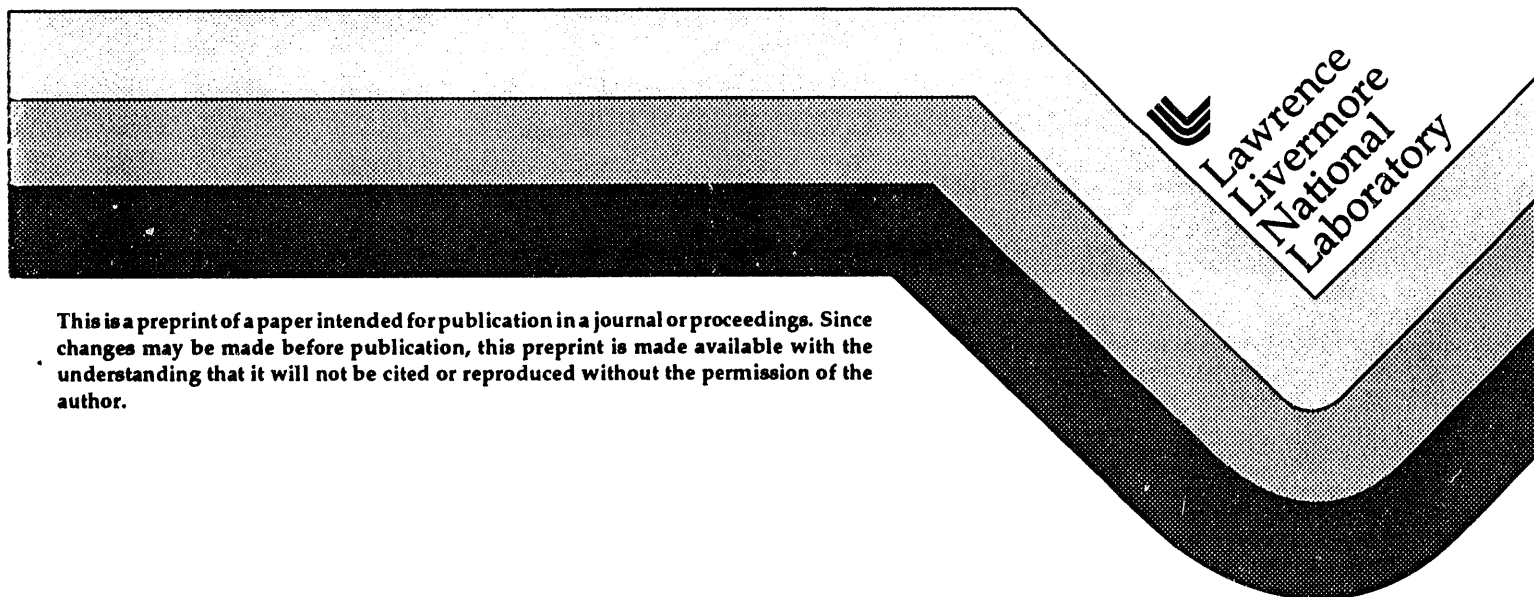 Lawrence
Livermore
National
Laboratory
This is a preprint of a paper intended for publication in a journal or proceedings. Since
changes may be made before publication, this preprint is made available with the
understanding that it will not be cited or reproduced without the permission of the
author.